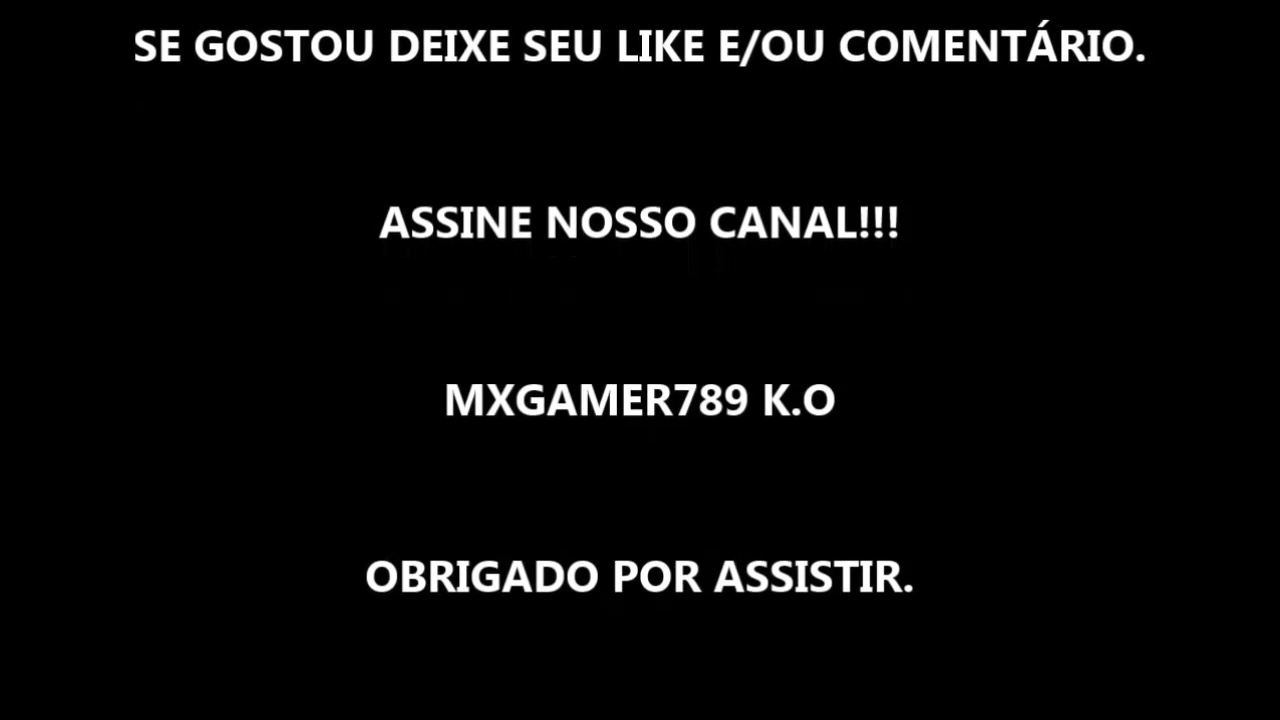 SE GOSTOU DEIXE SEU LIKE E/OU COMENTÁRIO.
ASSINE NOSSO CANAL!!!
MXGAMER789 K.O
OBRIGADO POR ASSISTIR.